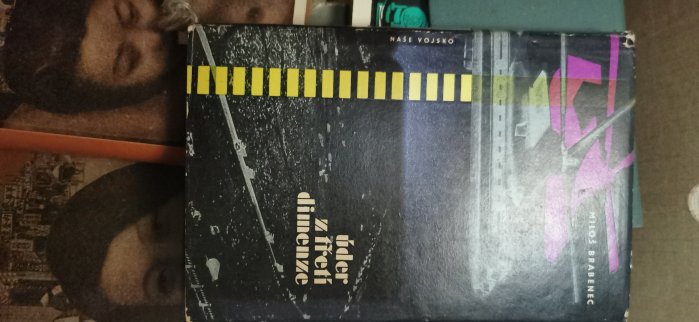 NAŠE VOJSKO
úder
z třetí
dimenze
MILOŠ BRABENEC